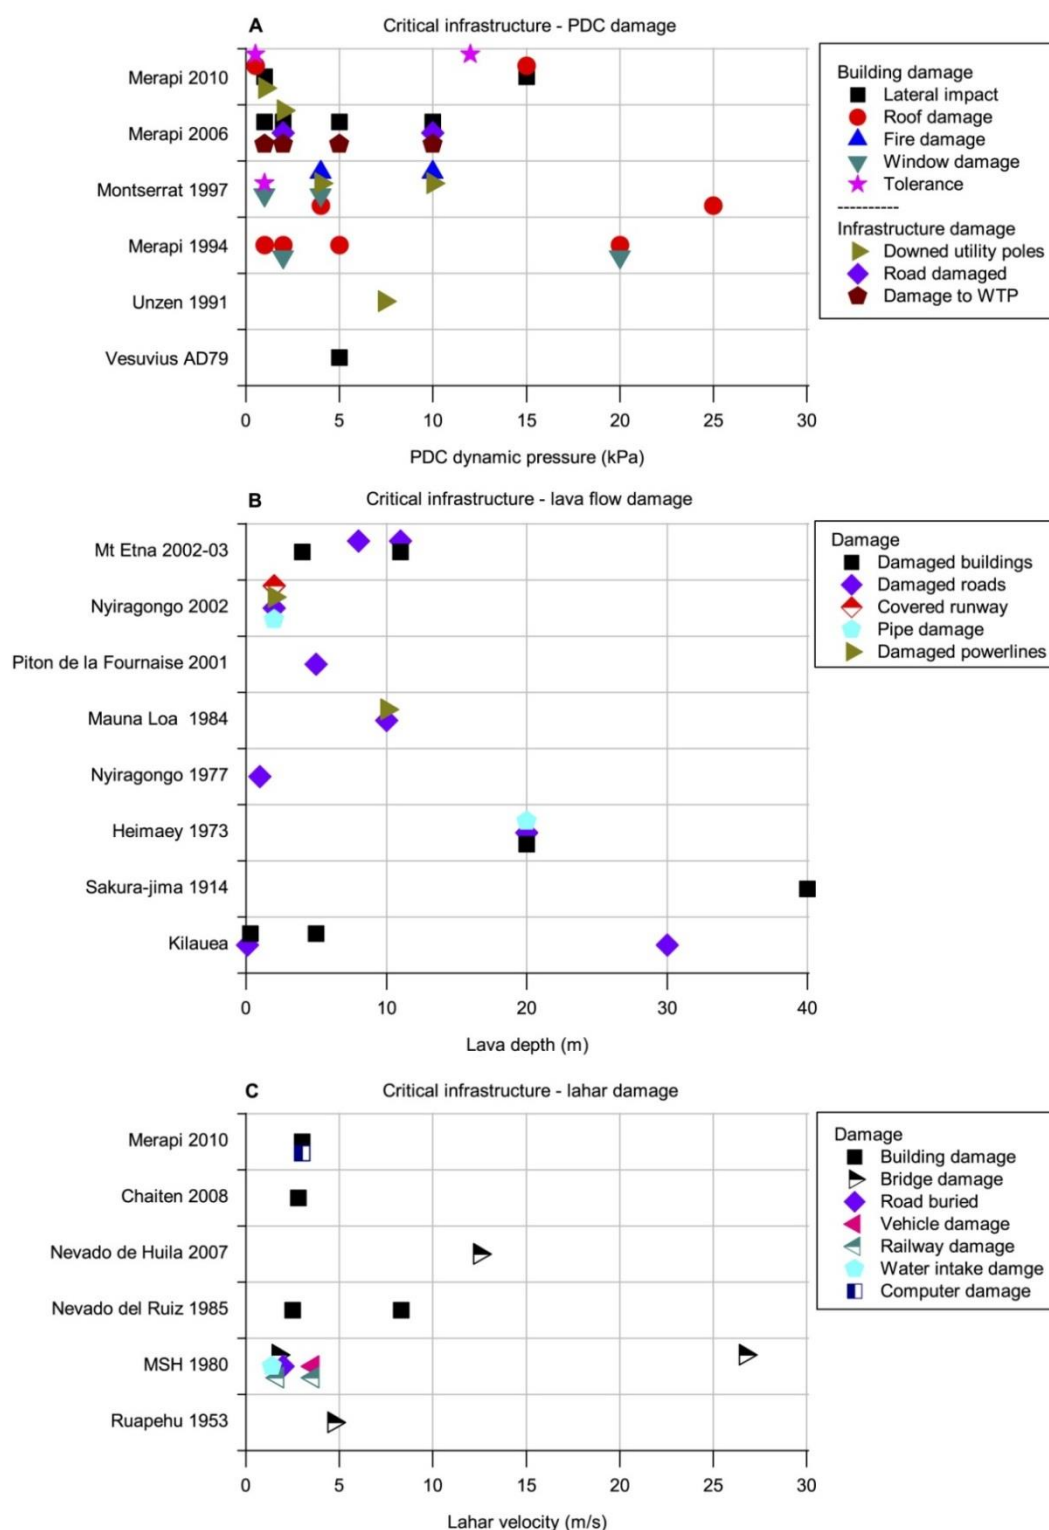 A
Critical infrastructure - PDC damage
Merapi 2010
Merapi 2006
Montserrat 1997
Merapi 1994
Unzen 1991
Vesuvius AD79
0 5 10 15 20 25 30
PDC dynamic pressure (kPa)
Building damage
Lateral impact
Roof damage
Fire damage
Window damage
Tolerance
----------
Infrastructure damage
Downed utility poles
Road damaged
Damage to WTP
B
Critical infrastructure - lava flow damage
Mt Etna 2002-03
Nyiragongo 2002
Piton de la Fournaise 2001
Mauna Loa 1984
Nyiragongo 1977
Heimaey 1973
Sakura-jima 1914
Kilauea
0 10 20 30 40
Lava depth (m)
Damage
Damaged buildings
Damaged roads
Covered runway
Pipe damage
Damaged powerlines
C
Critical infrastructure - lahar damage
Merapi 2010
Chaiten 2008
Nevado de Huila 2007
Nevado del Ruiz 1985
MSH 1980
Ruapehu 1953
0 5 10 15 20 25 30
Lahar velocity (m/s)
Damage
Building damage
Bridge damage
Road buried
Vehicle damage
Railway damage
Water intake damge
Computer damage